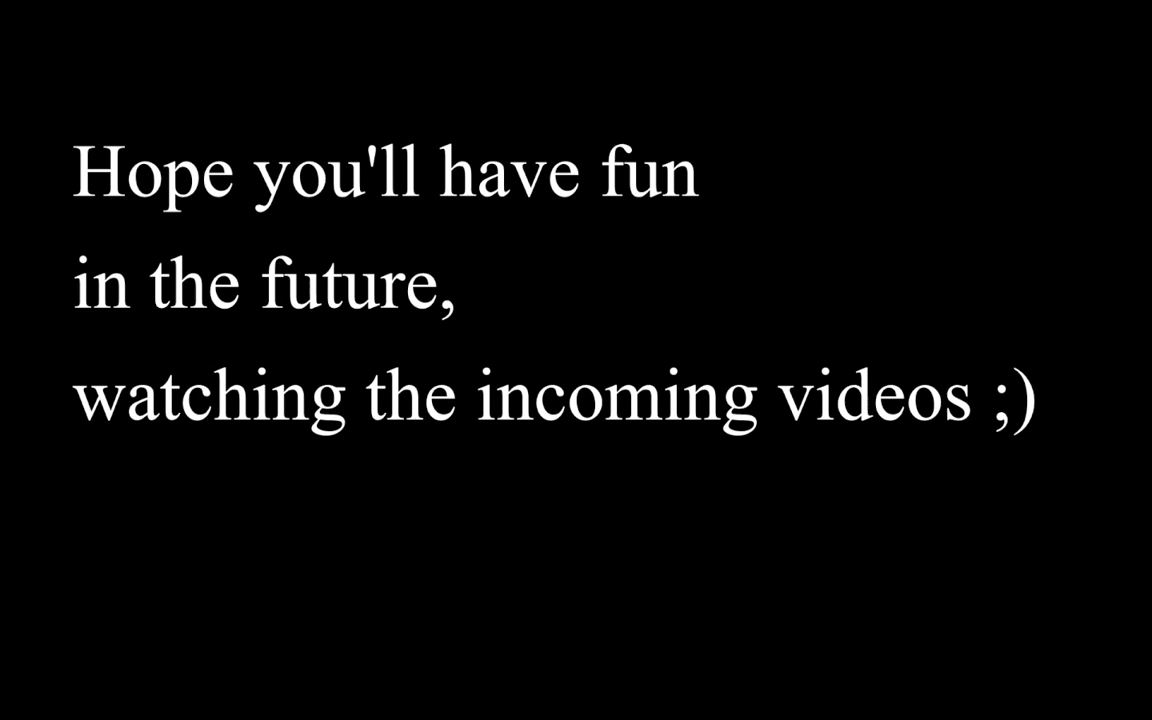 Hope you'll have fun
in the future,
watching the incoming videos ;)